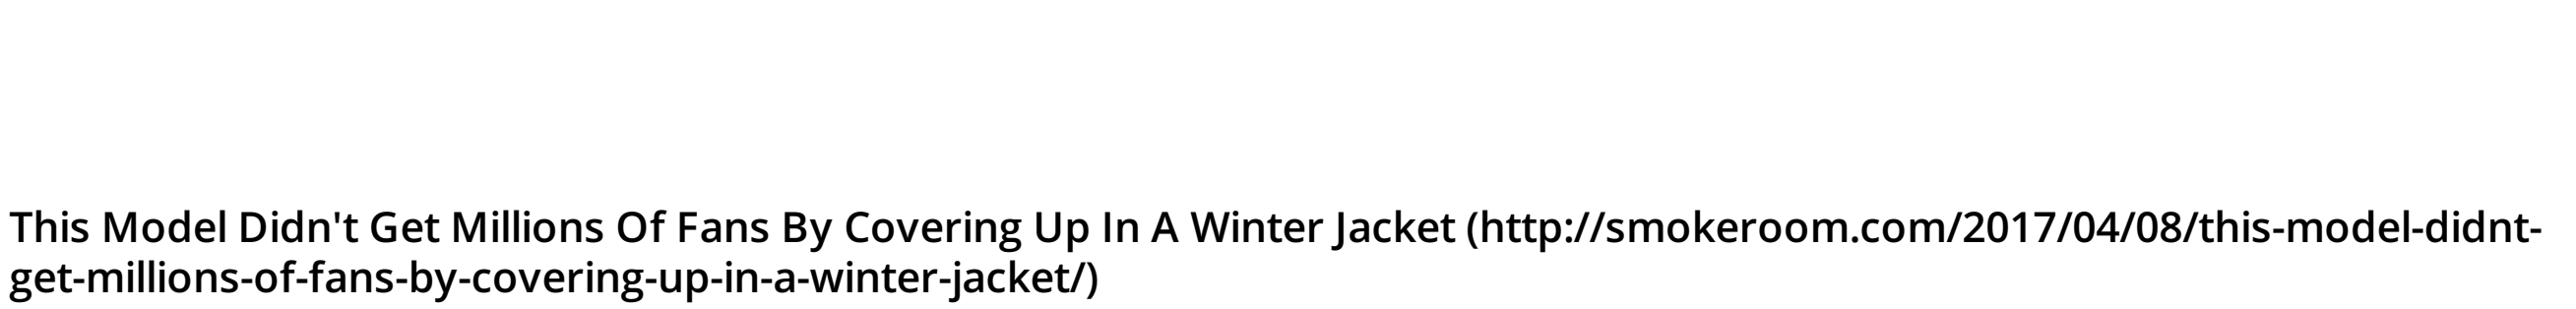 This Model Didn't Get Millions Of Fans By Covering Up In A Winter Jacket (http://smokeroom.com/2017/04/08/this-model-didnt-
get-millions-of-fans-by-covering-up-in-a-winter-jacket/)